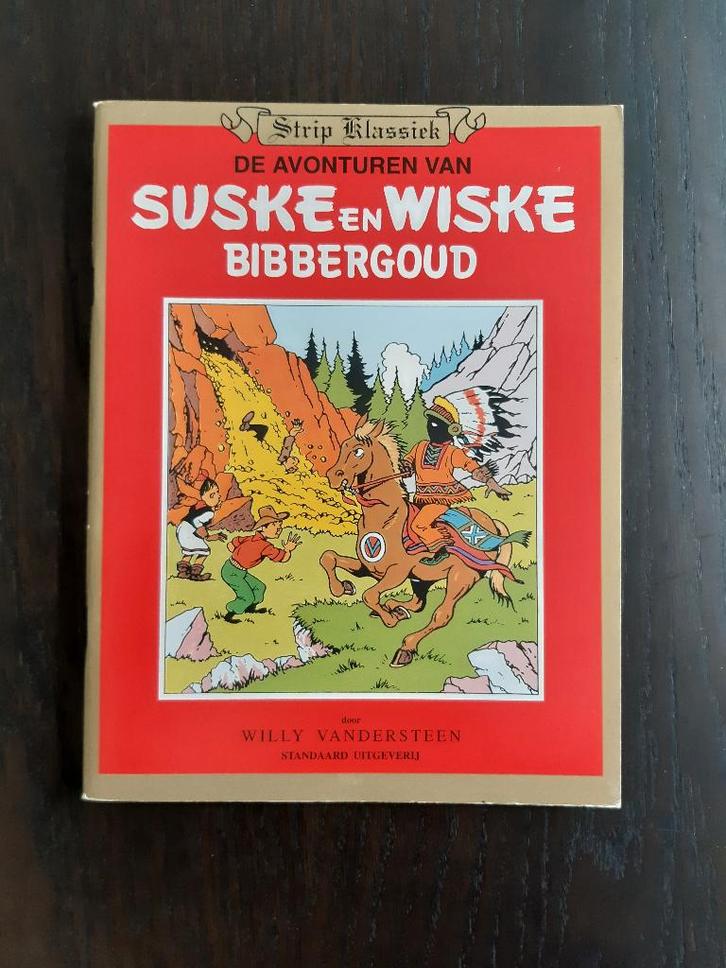 Strip Klassiek
DE AVONTUREN VAN
SUSKE EN WISKE
BIBBERGOUD
door
WILLY VANDERSTEEN
STANDAARD UITGEVERIJ